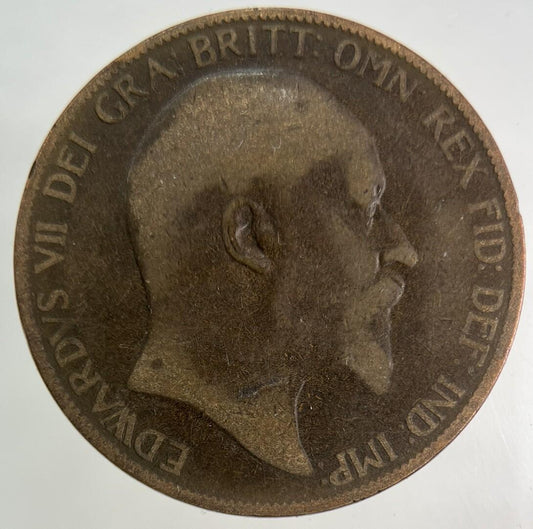 EDWARDVS VII DEI GRA: BRITT: OMN: REX FID: DEF: IND: IMP: